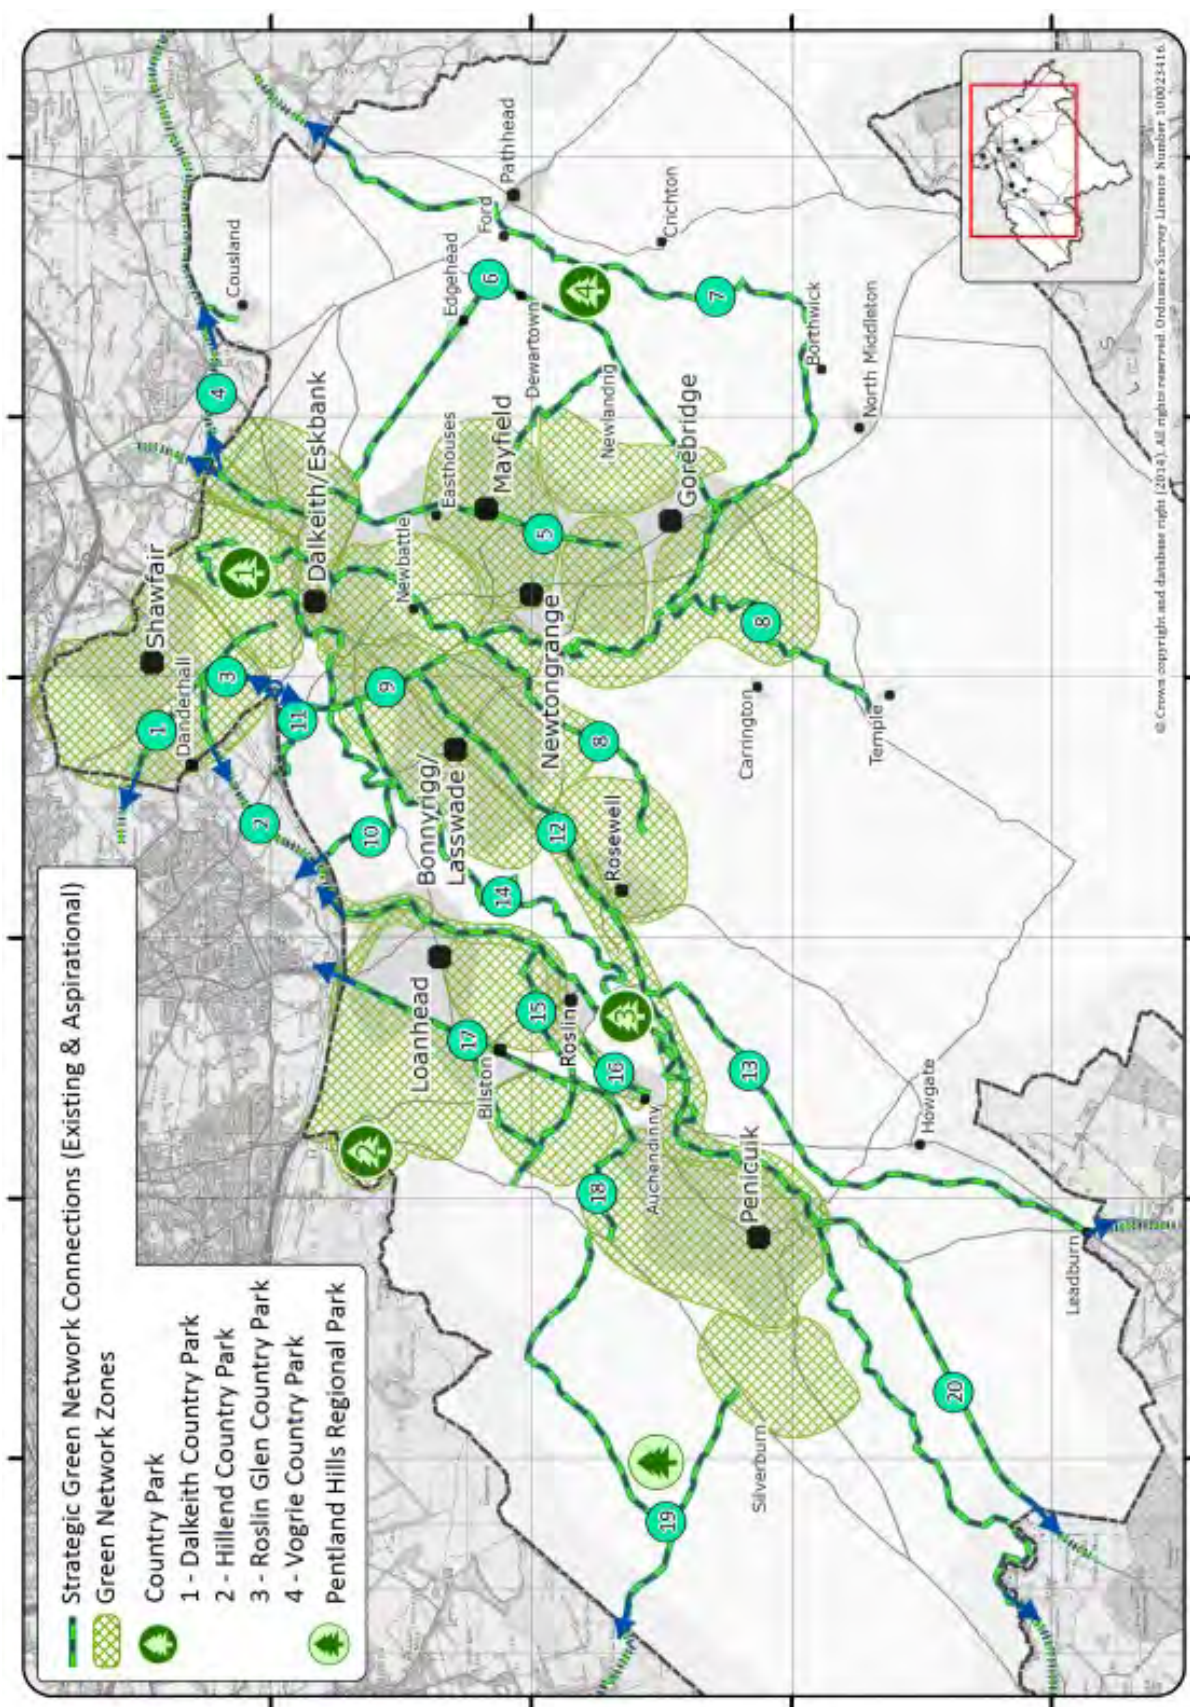 Strategic Green Network Connections (Existing & Aspirational)
Green Network Zones
Country Park
1 - Dalkeith Country Park
2 - Hillend Country Park
3 - Roslin Glen Country Park
4 - Vogrie Country Park
Pentland Hills Regional Park
Shawfair
Danderhall
Cousland
Dalkeith/Eskbank
Edgehead
Ford
Pathhead
Easthouses
Newbattle
Mayfield
Dewartown
Newlandrig
Crichton
Bonnyrigg/
Lasswade
Newtongrange
Gorebridge
Borthwick
North Middleton
Loanhead
Bilston
Roslin
Rosewell
Carrington
Temple
Auchendinny
Penicuik
Howgate
Silverburn
Leadburn
1
2
3
4
5
6
7
8
8
9
10
11
12
13
14
15
16
17
18
19
20
1
2
3
4
© Crown copyright and database right (2014). All rights reserved. Ordnance Survey Licence Number 100023416.